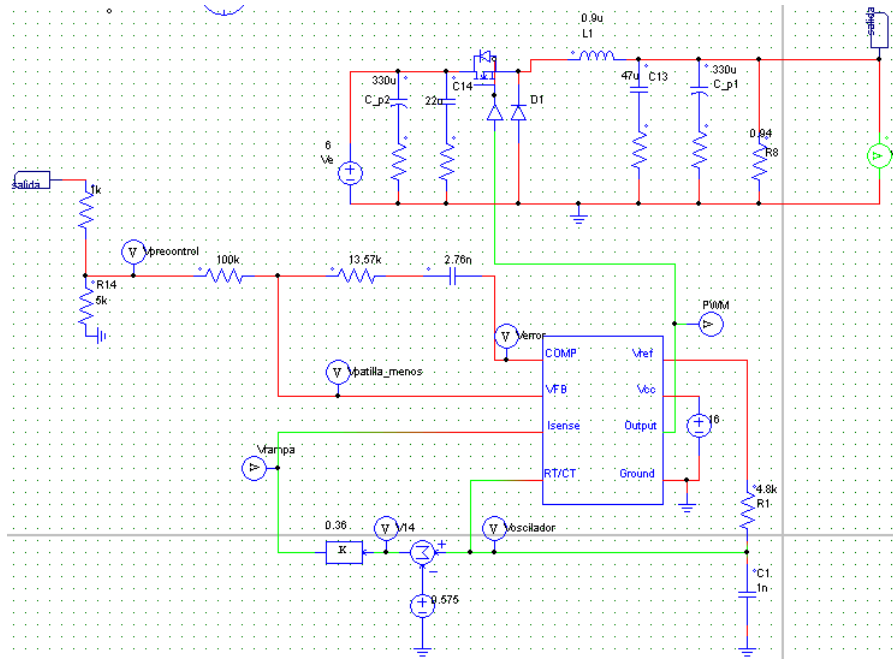 salida
0.9u
L1
330u
C_p2
C14
22u
D1
47u
C13
330u
C_p1
0.94
R8
6
Ve
salida
1k
Vprecontrol
100k
13.57k
2.76n
R14
5k
PWM
Verror
COMP
Vref
Vpatilla_menos
VFB
Vcc
Isense
Output
16
Vrampa
RT/CT
Ground
4.8k
R1
0.36
K
V14
Voscilador
C1
1n
0.575